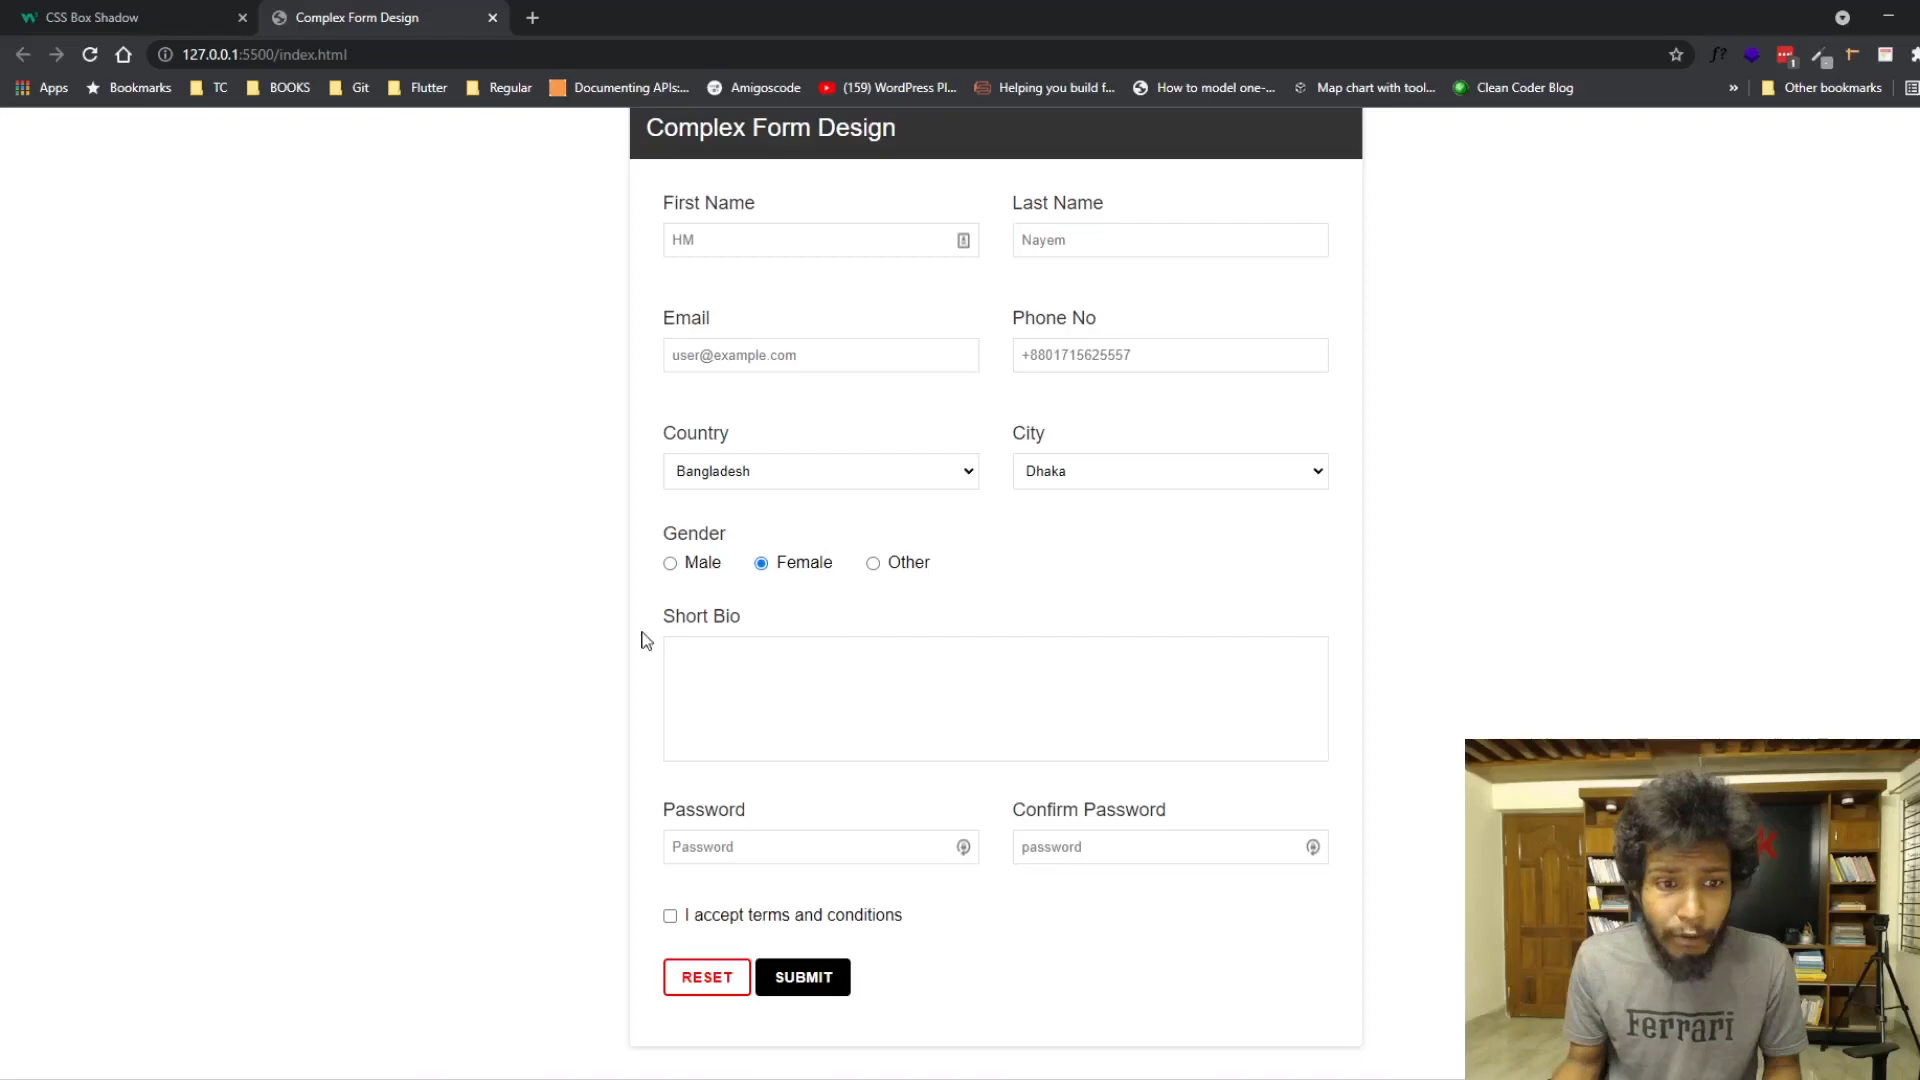 CSS Box Shadow
Complex Form Design
127.0.0.1:5500/index.html
Apps
Bookmarks
TC
BOOKS
Git
Flutter
Regular
Documenting APIs:...
Amigoscode
(159) WordPress Pl...
Helping you build f...
How to model one-...
Map chart with tool...
Clean Coder Blog
»
Other bookmarks
Complex Form Design
First Name
Last Name
HM
Nayem
Email
Phone No
user@example.com
+8801715625557
Country
City
Bangladesh
Dhaka
Gender
Male
Female
Other
Short Bio
Password
Confirm Password
Password
password
I accept terms and conditions
RESET
SUBMIT
k
Ferrari